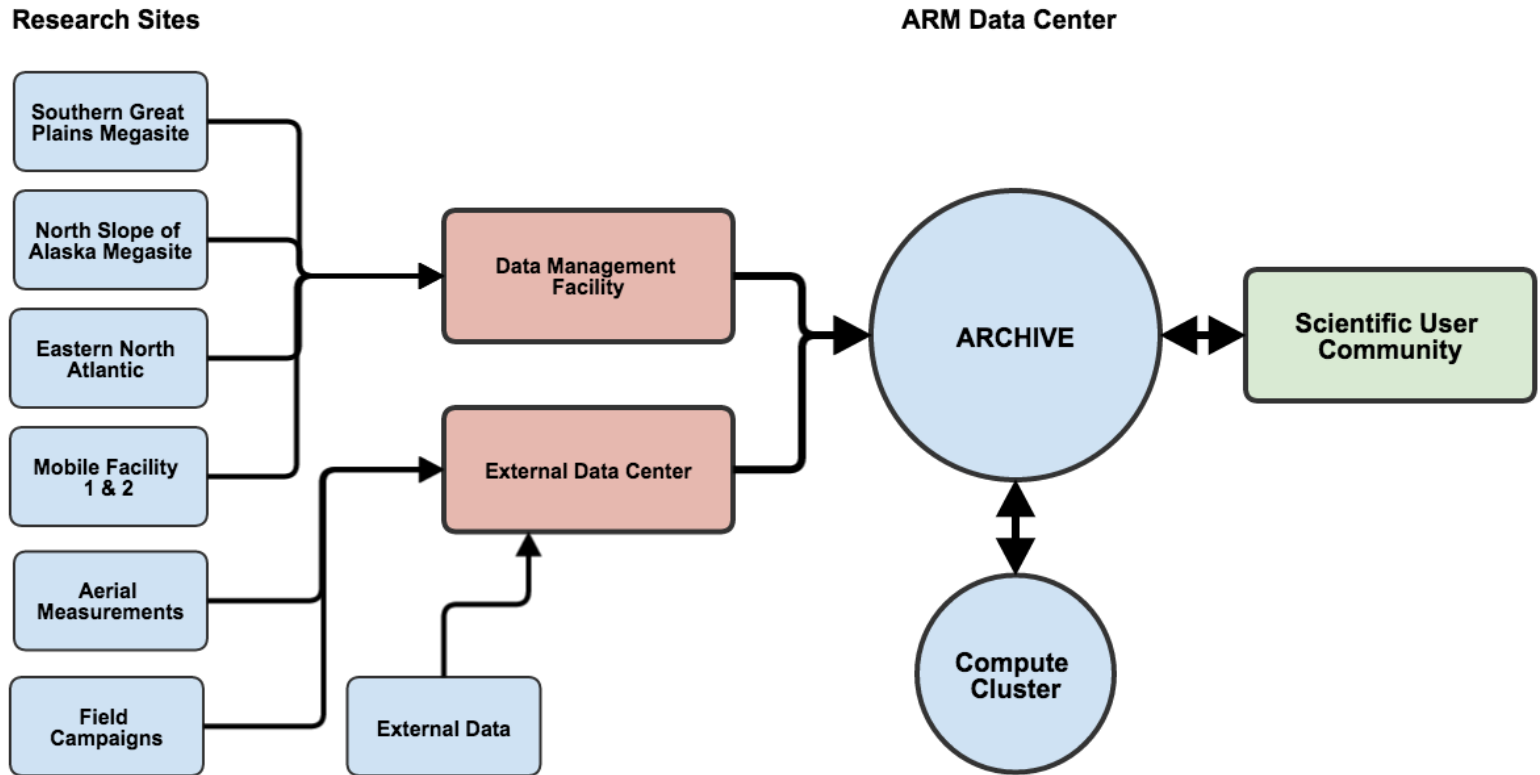 Research Sites
ARM Data Center
Southern Great
Plains Megasite
North Slope of
Alaska Megasite
Eastern North
Atlantic
Mobile Facility
1 & 2
Aerial
Measurements
Field
Campaigns
External Data
Data Management
Facility
External Data Center
ARCHIVE
Compute
Cluster
Scientific User
Community